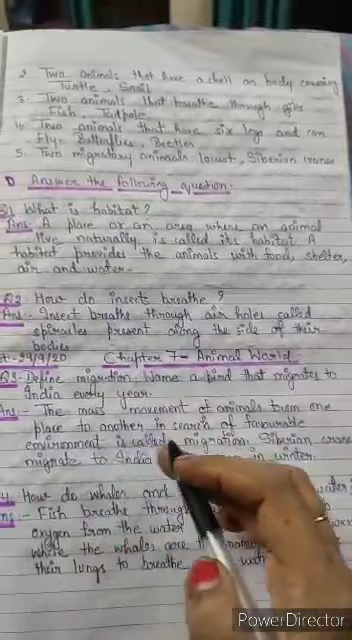 2. Two animals that have a shell on body covering
Turtle, Snail
3. Two animals that breathe through gills
Fish, Tadpole
4. Two animals that have six legs and can
fly- Butterflies, Beetles
5. Two migratory animals locust, Siberian cranes
D Answer the following question.
Q1 What is habitat?
Ans- A place or an area where an animal
live naturally is called its habitat. A
habitat provides the animals with food, shelter,
air and water-
Q2. How do insects breathe?
Ans- Insect breathe through air holes called
spiracles present along the side of their
bodies
24/9/20 Chapter 7- Animal World
Q3- Define migration. Name a bird that migrates to
India every year.
Ans:- The mass movement of animals from one
place to another in search of favourable
environment is called migration. Siberian crane
migrate to India in winter.
4. How do whales and water
Ans:- Fish breathe through
oxygen from the water
while the whales
their lungs to breathe
PowerDirector